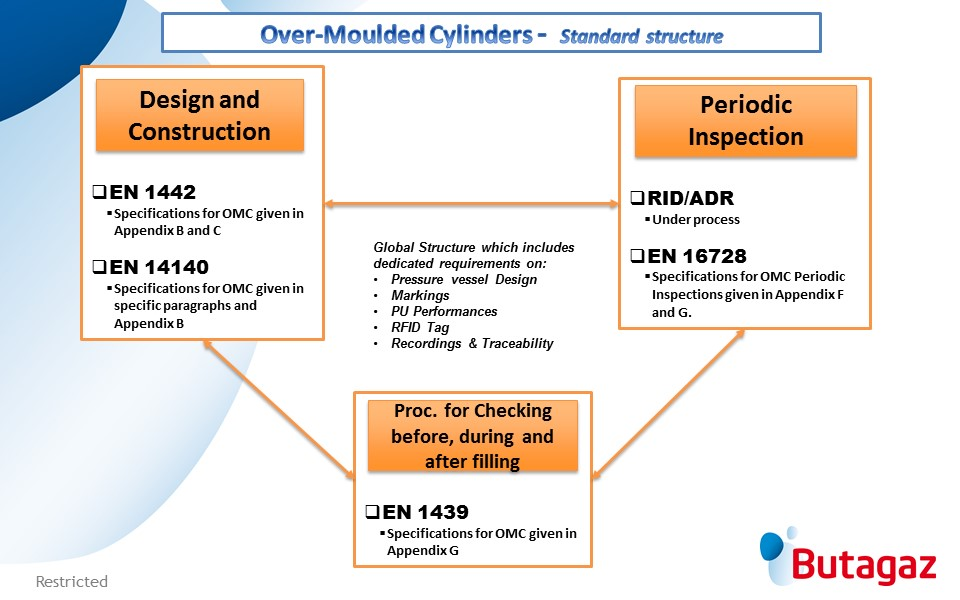 Over-Moulded Cylinders - Standard structure
Design and
Construction
❑EN 1442
▪Specifications for OMC given in
Appendix B and C
❑EN 14140
▪Specifications for OMC given in
specific paragraphs and
Appendix B
Periodic
Inspection
❑RID/ADR
▪Under process
❑EN 16728
▪Specifications for OMC Periodic
Inspections given in Appendix F
and G.
Global Structure which includes
dedicated requirements on:
• Pressure vessel Design
• Markings
• PU Performances
• RFID Tag
• Recordings & Traceability
Proc. for Checking
before, during and
after filling
❑EN 1439
▪Specifications for OMC given in
Appendix G
Restricted
Butagaz